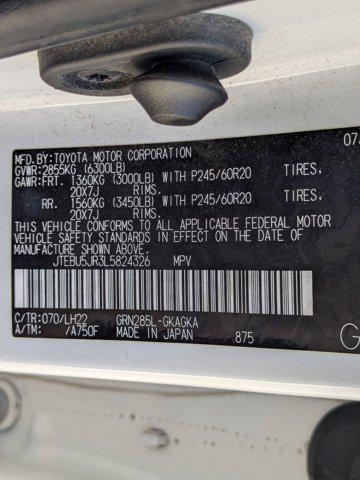 MFD.BY:TOYOTA MOTOR CORPORATION 07
GVWR:2855KG (6300LB)
GAWR:FRT. 1360KG (3000LB) WITH P245/60R20 TIRES,
20X7J RIMS.
RR. 1560KG (3450LB) WITH P245/60R20 TIRES,
20X7J RIMS.
THIS VEHICLE CONFORMS TO ALL APPLICABLE FEDERAL MOTOR
VEHICLE SAFETY STANDARDS IN EFFECT ON THE DATE OF
MANUFACTURE SHOWN ABOVE.
JTEBU5JR3L5824326 MPV
C/TR:070/LH22 GRN285L-GKAGKA G
A/TM: /A750F MADE IN JAPAN 875